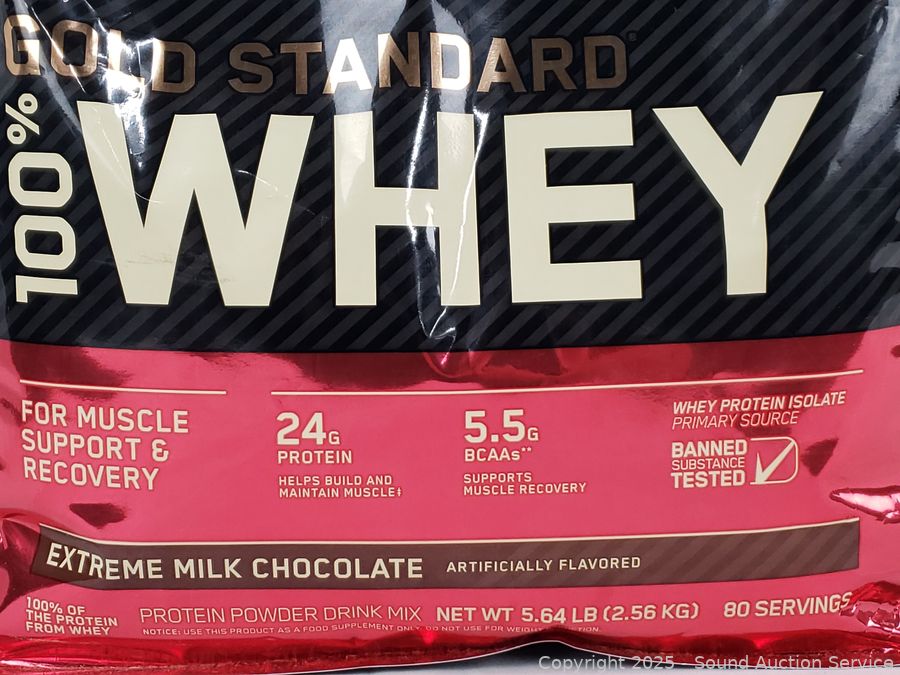 GOLD STANDARD®
100%
WHEY
FOR MUSCLE
SUPPORT &
RECOVERY
24G
PROTEIN
HELPS BUILD AND
MAINTAIN MUSCLE‡
5.5G
BCAAs**
SUPPORTS
MUSCLE RECOVERY
WHEY PROTEIN ISOLATE
PRIMARY SOURCE
BANNED
SUBSTANCE
TESTED
EXTREME MILK CHOCOLATE ARTIFICIALLY FLAVORED
100% OF
THE PROTEIN
FROM WHEY
PROTEIN POWDER DRINK MIX NET WT 5.64 LB (2.56 KG) 80 SERVINGS
NOTICE: USE THIS PRODUCT AS A FOOD SUPPLEMENT ONLY. DO NOT USE FOR WEIGHT
Copyright 2025 - Sound Auction Service